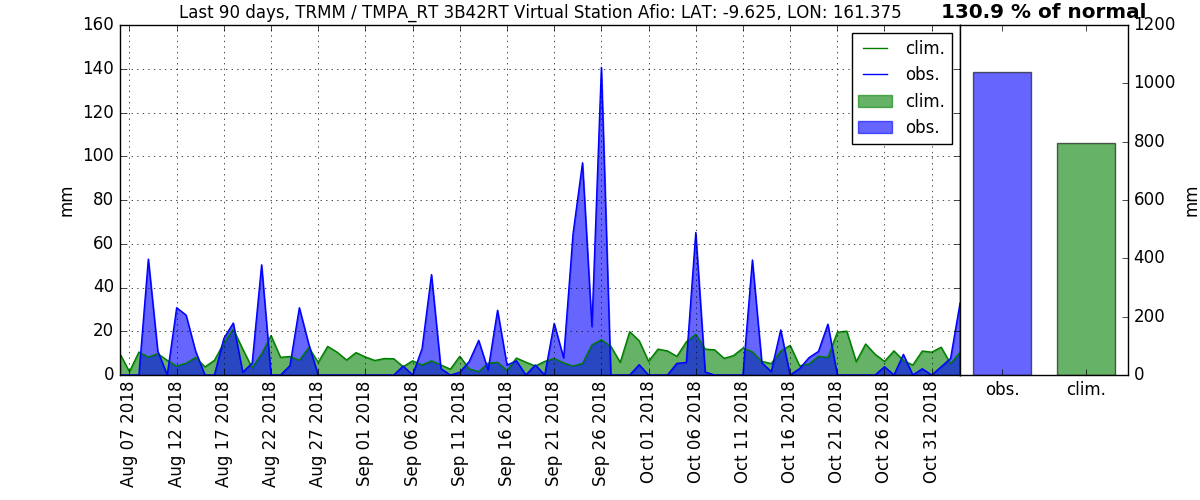 Last 90 days, TRMM / TMPA_RT 3B42RT Virtual Station Afio: LAT: -9.625, LON: 161.375
130.9 % of normal
160
140
120
100
80
60
40
20
0
mm
clim.
obs.
clim.
obs.
1200
1000
800
600
400
200
0
mm
obs.
clim.
Aug 07 2018
Aug 12 2018
Aug 17 2018
Aug 22 2018
Aug 27 2018
Sep 01 2018
Sep 06 2018
Sep 11 2018
Sep 16 2018
Sep 21 2018
Sep 26 2018
Oct 01 2018
Oct 06 2018
Oct 11 2018
Oct 16 2018
Oct 21 2018
Oct 26 2018
Oct 31 2018